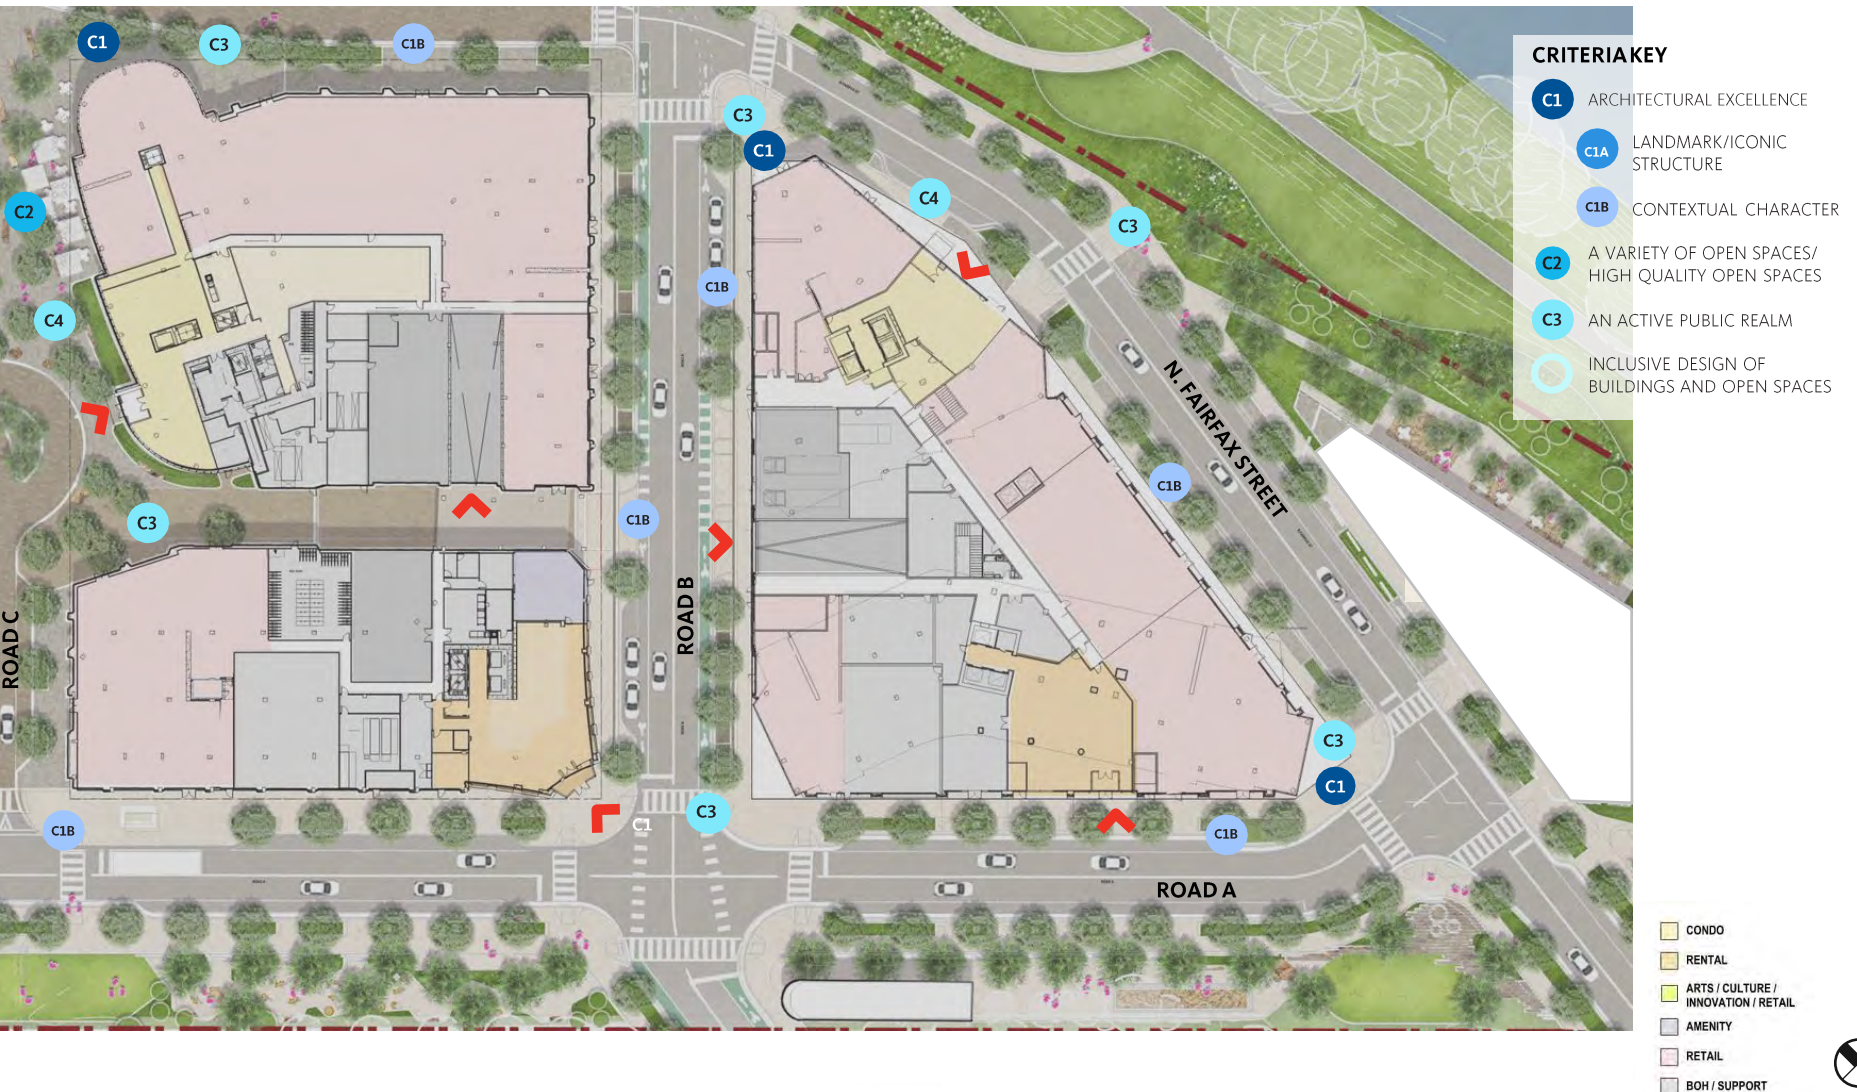 C1
C3
C1B
C3
C1
C2
C4
C3
C1B
C4
C3
C1B
C1B
C3
ROAD B
ROAD C
N. FAIRFAX STREET
C3
C1
C1B
C1
C3
C1B
ROAD A
CRITERIA KEY
C1 ARCHITECTURAL EXCELLENCE
C1A LANDMARK/ICONIC
STRUCTURE
C1B CONTEXTUAL CHARACTER
C2 A VARIETY OF OPEN SPACES/
HIGH QUALITY OPEN SPACES
C3 AN ACTIVE PUBLIC REALM
INCLUSIVE DESIGN OF
BUILDINGS AND OPEN SPACES
CONDO
RENTAL
ARTS / CULTURE /
INNOVATION / RETAIL
AMENITY
RETAIL
BOH / SUPPORT